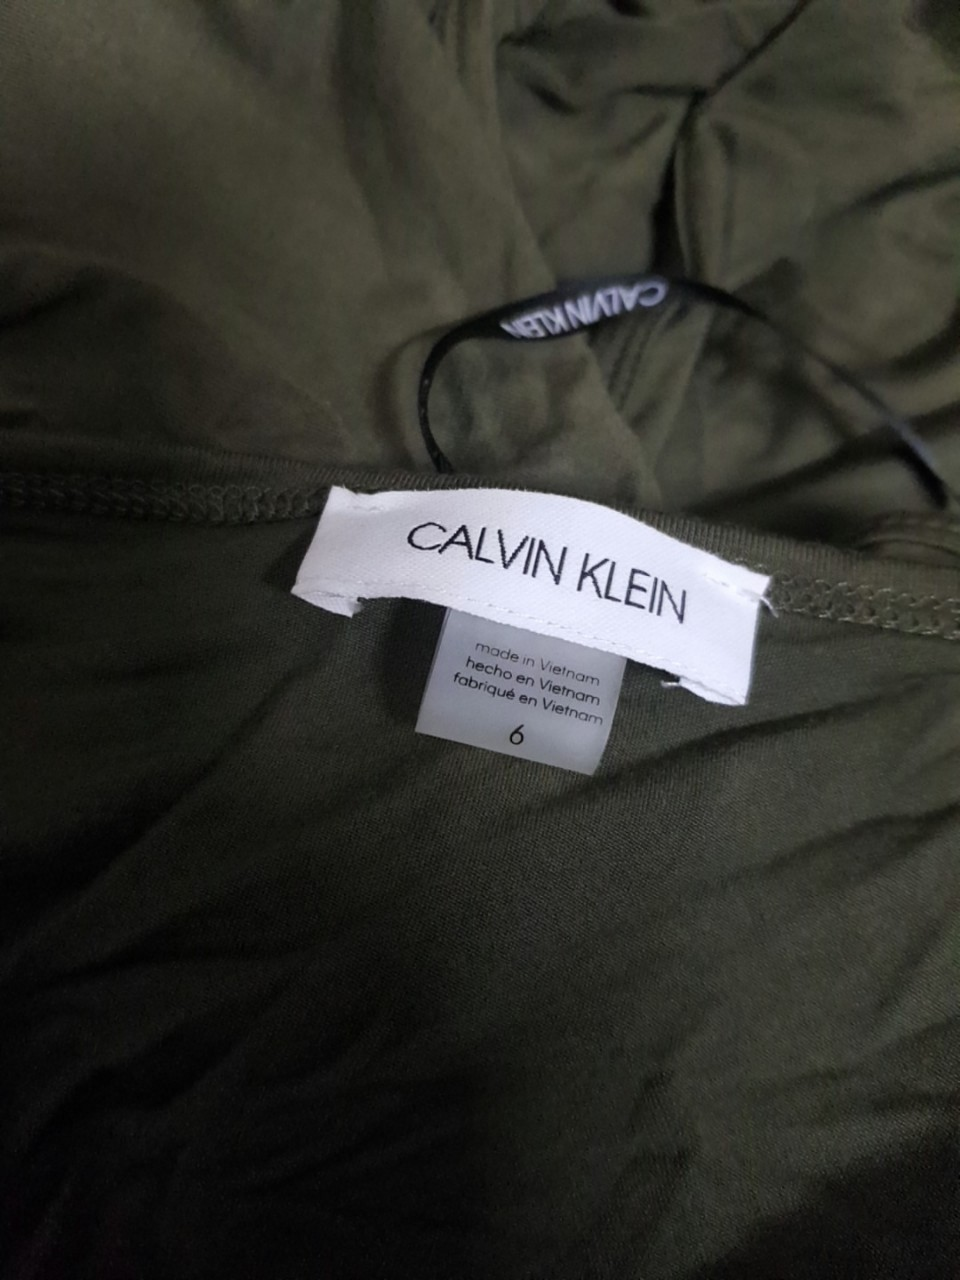 CALVIN KLEIN
CALVIN KLEIN
made in Vietnam
hecho en Vietnam
fabriqué en Vietnam
6